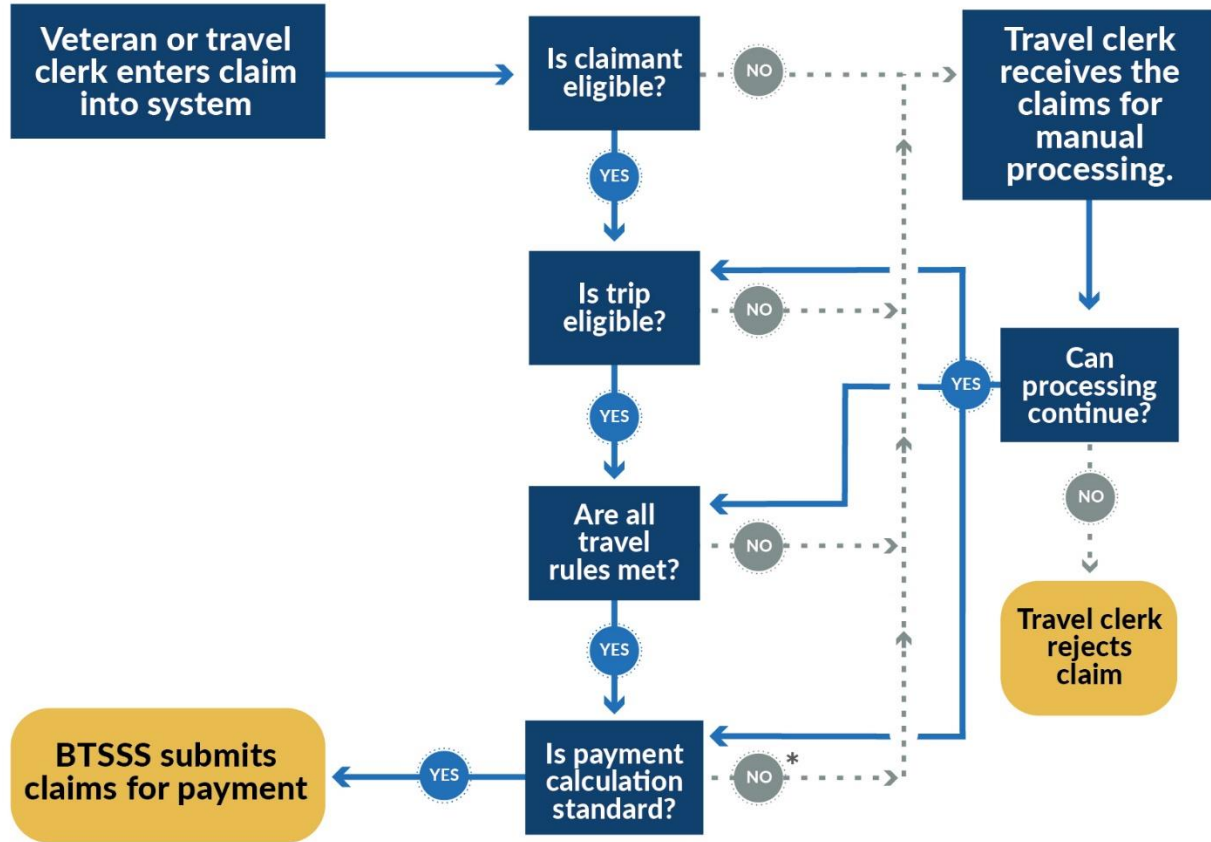 Veteran or travel
clerk enters claim
into system
Is claimant
eligible?
NO
Travel clerk
receives the
claims for
manual
processing.
YES
Is trip
eligible?
NO
YES
Can
processing
continue?
YES
NO
Are all
travel
rules met?
NO
Travel clerk
rejects
claim
YES
BTSSS submits
claims for payment
YES
Is payment
calculation
standard?
NO *